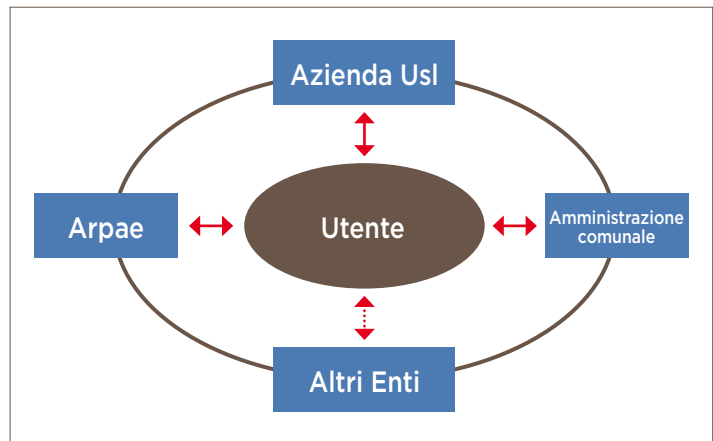 Azienda Usl
Arpae
Utente
Amministrazione
comunale
Altri Enti